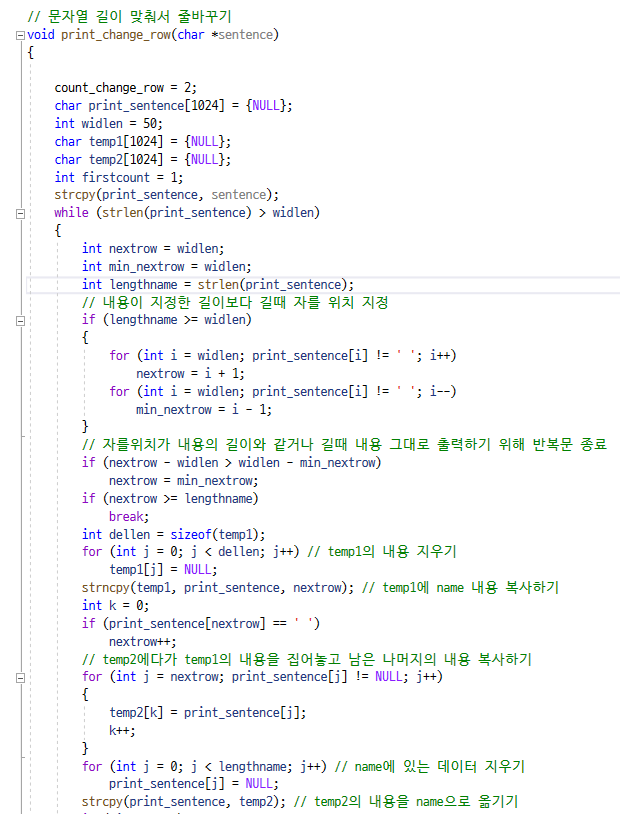 // 문자열 길이 맞춰서 줄바꾸기
void print_change_row(char *sentence)
{
count_change_row = 2;
char print_sentence[1024] = {NULL};
int widlen = 50;
char temp1[1024] = {NULL};
char temp2[1024] = {NULL};
int firstcount = 1;
strcpy(print_sentence, sentence);
while (strlen(print_sentence) > widlen)
{
int nextrow = widlen;
int min_nextrow = widlen;
int lengthname = strlen(print_sentence);
// 내용이 지정한 길이보다 길때 자를 위치 지정
if (lengthname >= widlen)
{
for (int i = widlen; print_sentence[i] != ' '; i++)
nextrow = i + 1;
for (int i = widlen; print_sentence[i] != ' '; i--)
min_nextrow = i - 1;
}
// 자를위치가 내용의 길이와 같거나 길때 내용 그대로 출력하기 위해 반복문 종료
if (nextrow - widlen > widlen - min_nextrow)
nextrow = min_nextrow;
if (nextrow >= lengthname)
break;
int dellen = sizeof(temp1);
for (int j = 0; j < dellen; j++) // temp1의 내용 지우기
temp1[j] = NULL;
strncpy(temp1, print_sentence, nextrow); // temp1에 name 내용 복사하기
int k = 0;
if (print_sentence[nextrow] == ' ')
nextrow++;
// temp2에다가 temp1의 내용을 집어놓고 남은 나머지의 내용 복사하기
for (int j = nextrow; print_sentence[j] != NULL; j++)
{
temp2[k] = print_sentence[j];
k++;
}
for (int j = 0; j < lengthname; j++) // name에 있는 데이터 지우기
print_sentence[j] = NULL;
strcpy(print_sentence, temp2); // temp2의 내용을 name으로 옮기기